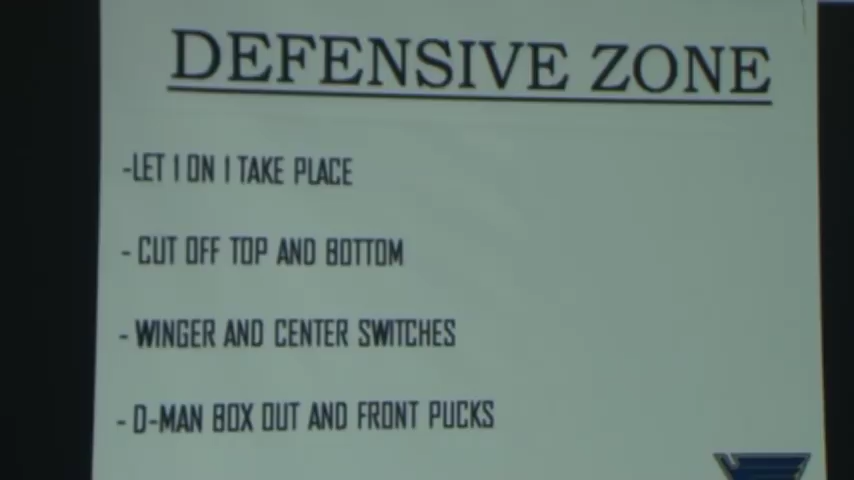 DEFENSIVE ZONE
-LET 1 ON 1 TAKE PLACE
- CUT OFF TOP AND BOTTOM
- WINGER AND CENTER SWITCHES
- D-MAN BOX OUT AND FRONT PUCKS